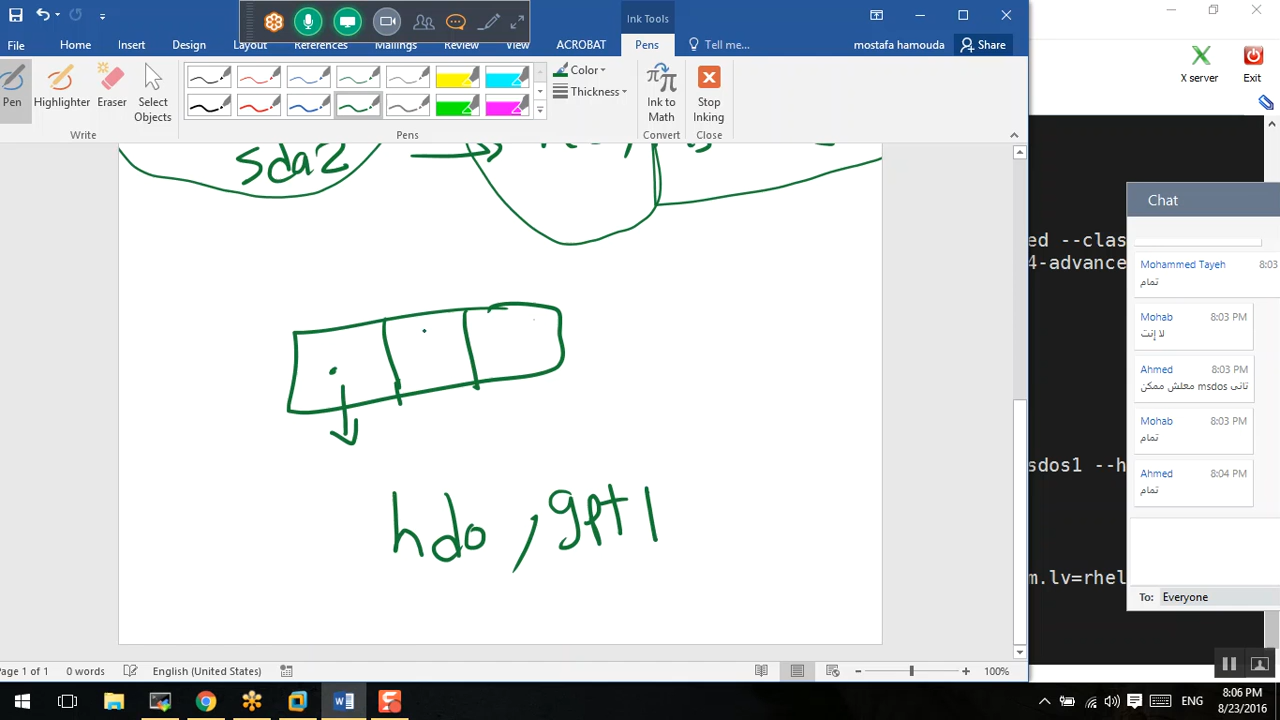 Ink Tools
File
Home
Insert
Design
Layout
References
Mailings
Review
View
ACROBAT
Pens
Tell me...
mostafa hamouda
Share
Pen
Highlighter
Eraser
Select
Objects
Color
Thickness
Ink to
Math
Stop
Inking
Write
Pens
Convert
Close
X server
Exit
sda2
hdo , gpt 1
ed --clas
4-advance
sdos1 --h
m.lv=rhel
Chat
Mohammed Tayeh 8:03
تمام
Mohab 8:03 PM
لا إنت
Ahmed 8:03 PM
تانى msdos معلش ممكن
Mohab 8:03 PM
تمام
Ahmed 8:04 PM
تمام
To: Everyone
Page 1 of 1
0 words
English (United States)
100%
ENG
8:06 PM
8/23/2016